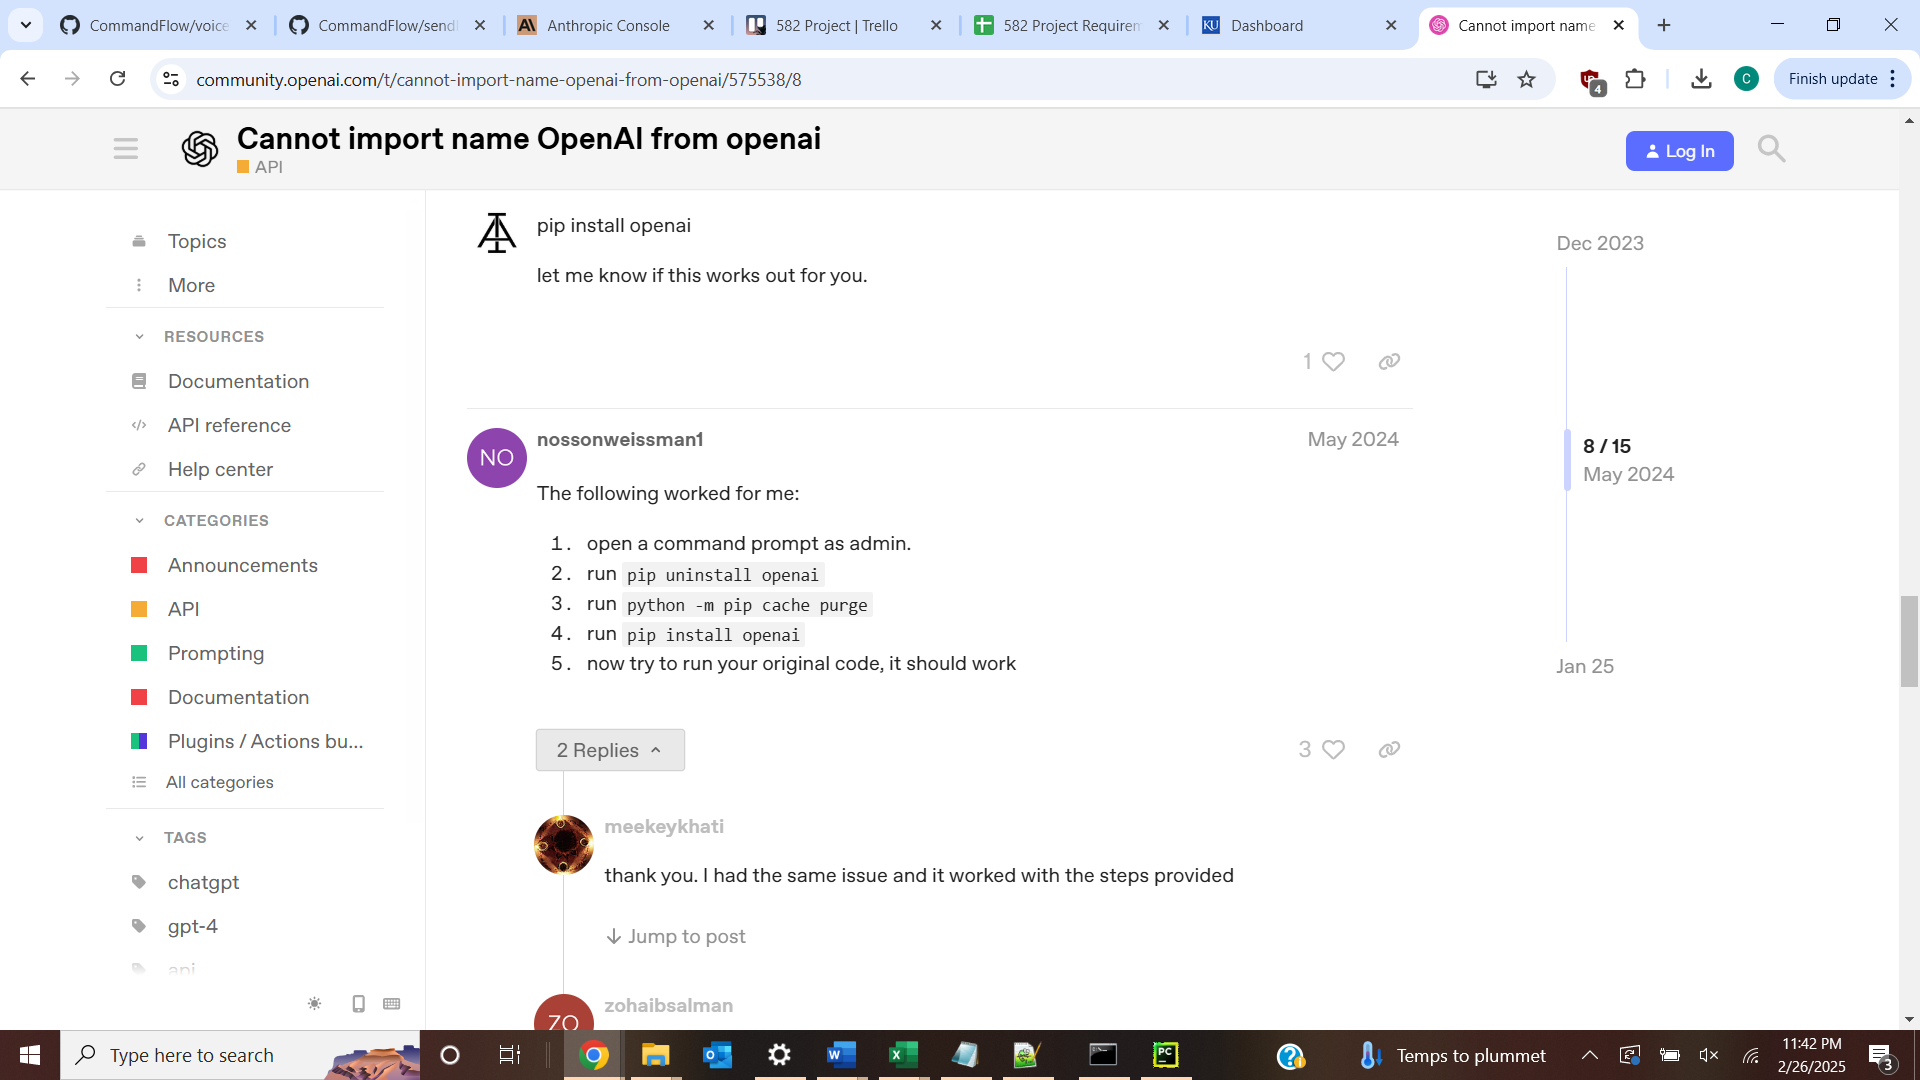 CommandFlow/voice
CommandFlow/send
Anthropic Console
582 Project | Trello
582 Project Requirem
Dashboard
Cannot import name
community.openai.com/t/cannot-import-name-openai-from-openai/575538/8
4
C
Finish update
Cannot import name OpenAI from openai
API
Log In
Topics
More
RESOURCES
Documentation
API reference
Help center
CATEGORIES
Announcements
API
Prompting
Documentation
Plugins / Actions bu...
All categories
TAGS
chatgpt
gpt-4
api
pip install openai
let me know if this works out for you.
1
NO
nossonweissman1
May 2024
The following worked for me:
1. open a command prompt as admin.
2. run pip uninstall openai
3. run python -m pip cache purge
4. run pip install openai
5. now try to run your original code, it should work
2 Replies
3
meekeykhati
thank you. I had the same issue and it worked with the steps provided
Jump to post
ZO
zohaibsalman
Dec 2023
8 / 15
May 2024
Jan 25
Type here to search
Temps to plummet
11:42 PM
2/26/2025
3